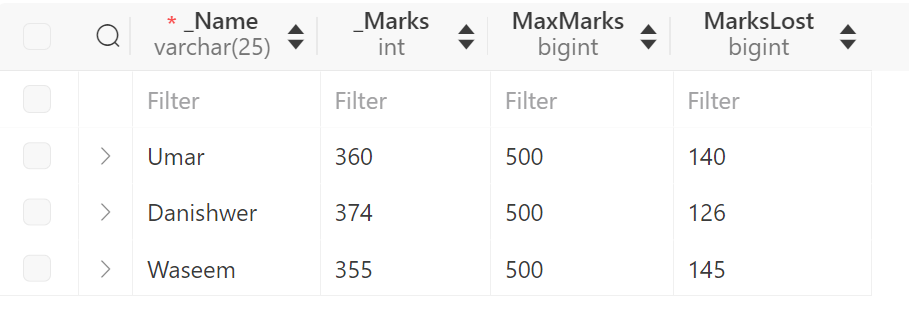 * _Name _Marks MaxMarks MarksLost
varchar(25) int bigint bigint
Filter Filter Filter Filter
Umar 360 500 140
Danishwer 374 500 126
Waseem 355 500 145